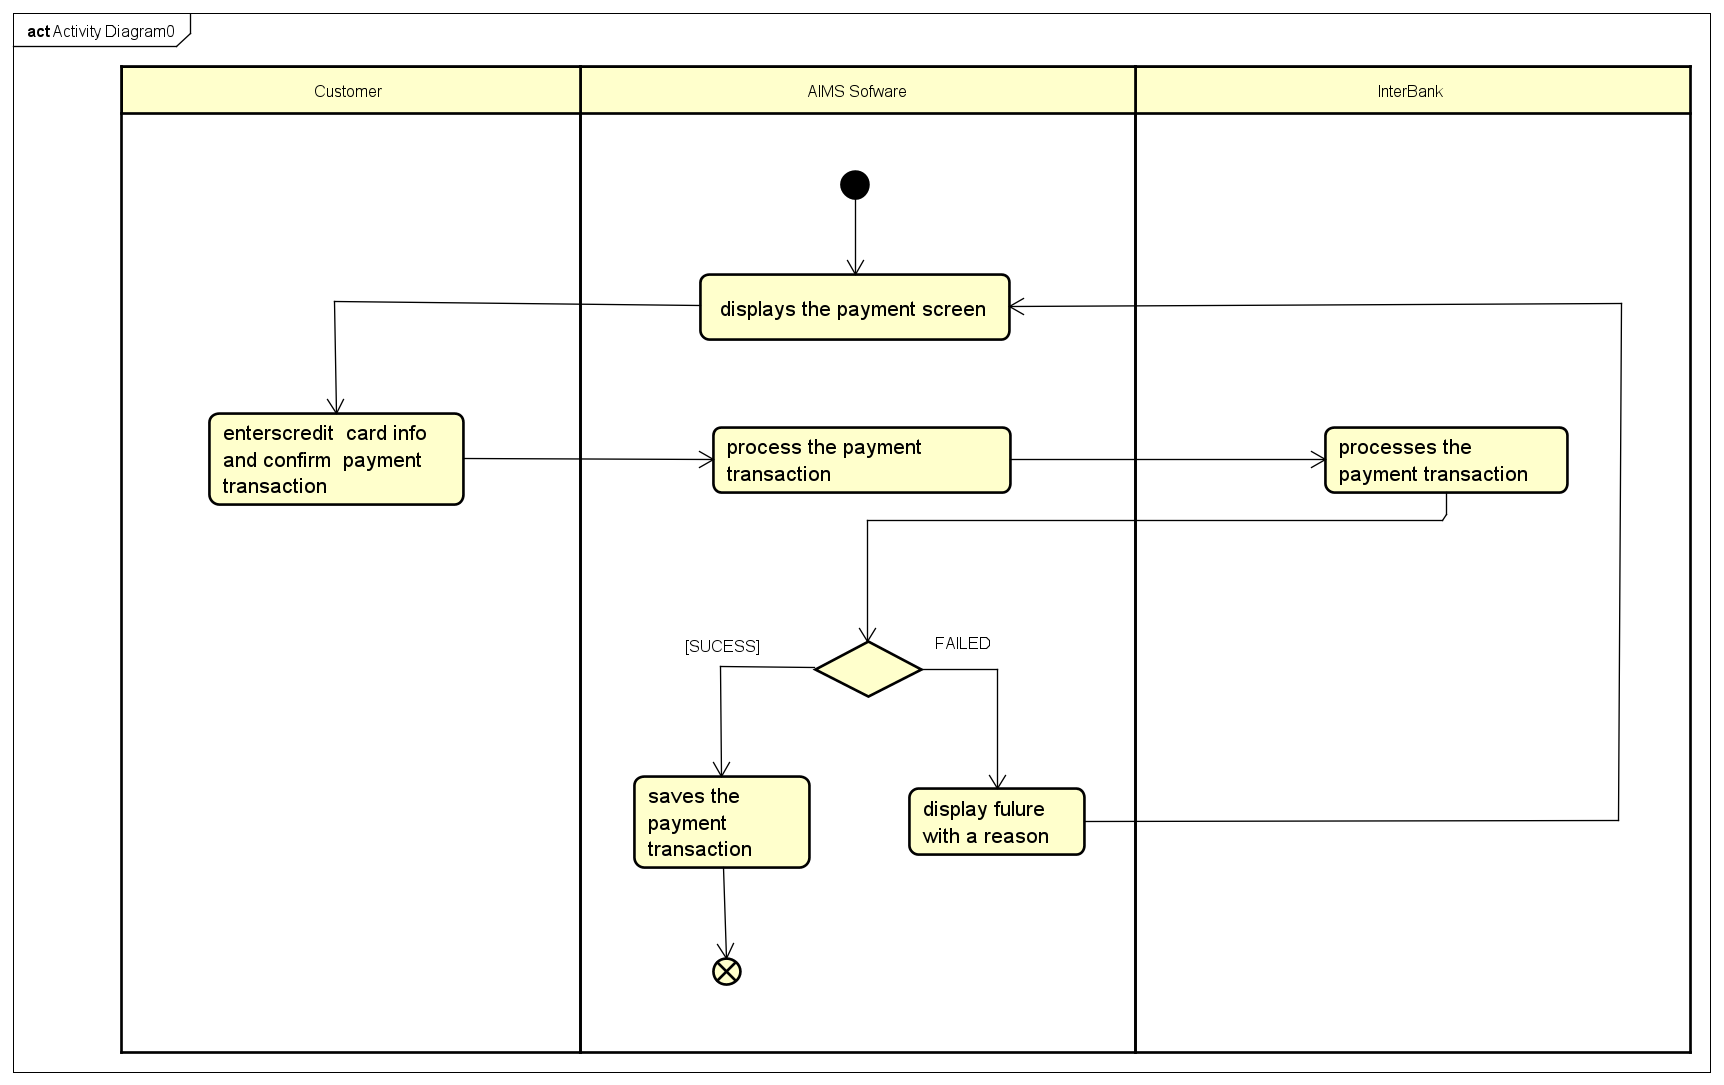 act Activity Diagram0
Customer
AIMS Sofware
InterBank
displays the payment screen
enterscredit card info
and confirm payment
transaction
process the payment
transaction
processes the
payment transaction
[SUCESS]
FAILED
saves the
payment
transaction
display fulure
with a reason